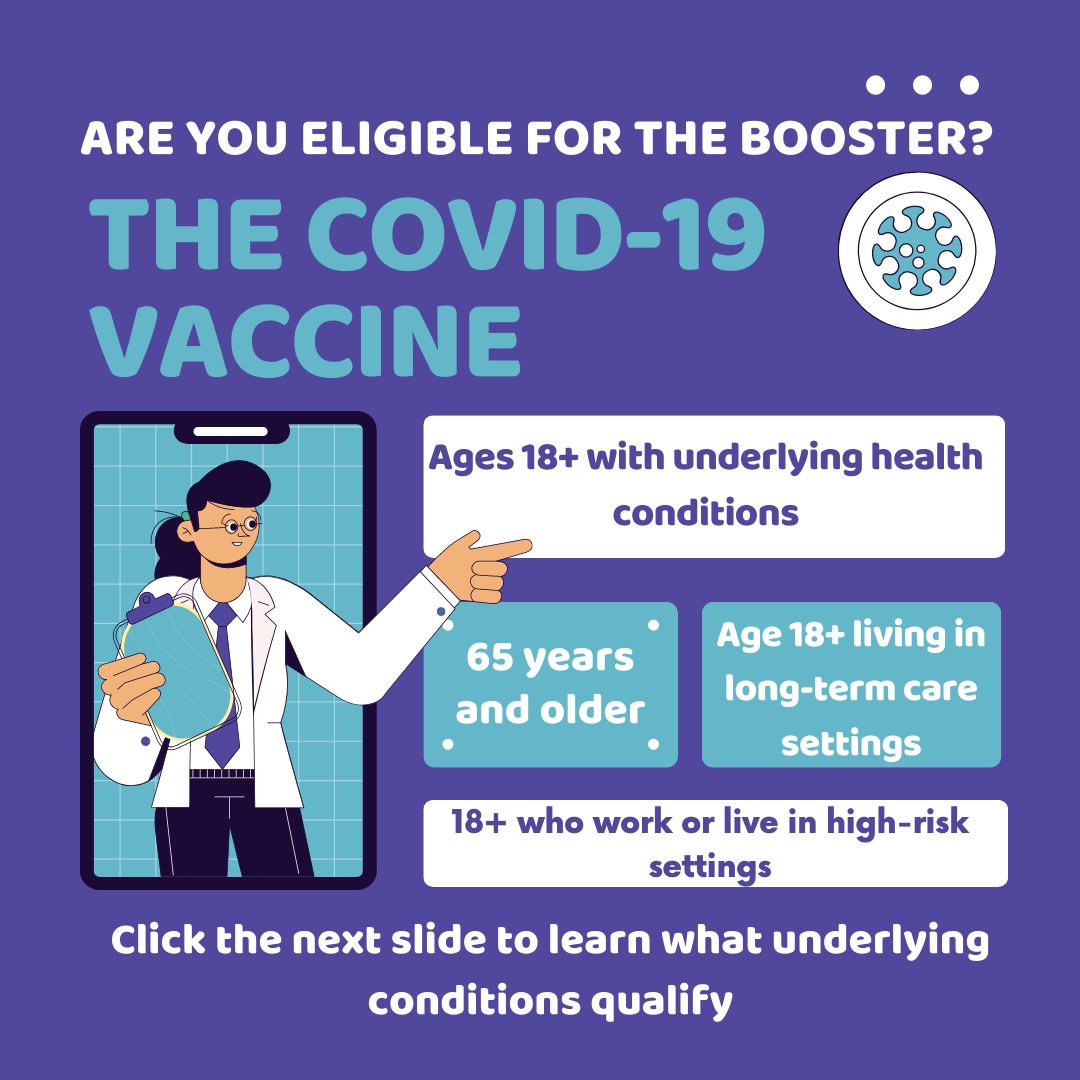 ARE YOU ELIGIBLE FOR THE BOOSTER?
THE COVID-19
VACCINE
Ages 18+ with underlying health
conditions
65 years
and older
Age 18+ living in
long-term care
settings
18+ who work or live in high-risk
settings
Click the next slide to learn what underlying
conditions qualify